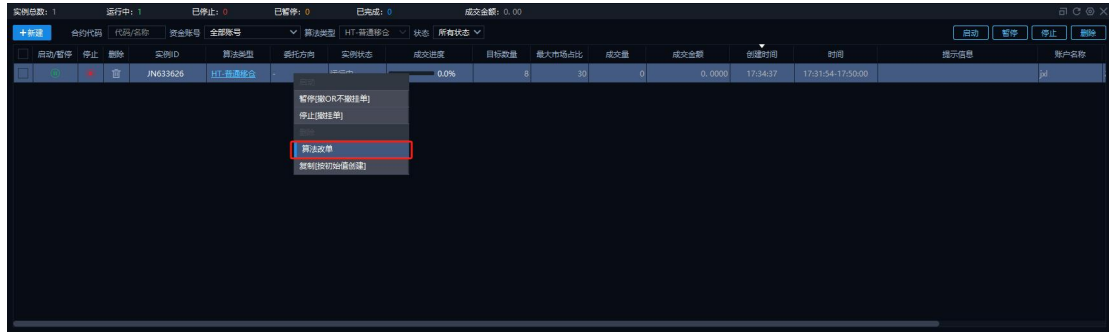 实例总数: 1 运行中: 1 已停止: 0 已暂停: 0 已完成: 0 成交金额: 0.00
+新建 合约代码 代码/名称 资金账号 全部账号 算法类型 HT-普通移仓 状态 所有状态 启动 暂停 停止 删除
启动/暂停 停止 删除 实例ID 算法类型 委托方向 实例状态 成交进度 目标数量 最大市场占比 成交量 成交金额 创建时间 时间 提示信息 账户名称
JN633626 HT-普通移仓 - 运行中 0.0% 8 30 0 0.0000 17:34:37 17:31:54-17:50:00 jxl
启动
暂停[撤OR不撤挂单]
停止[撤挂单]
删除
算法改单
复制[按初始值创建]